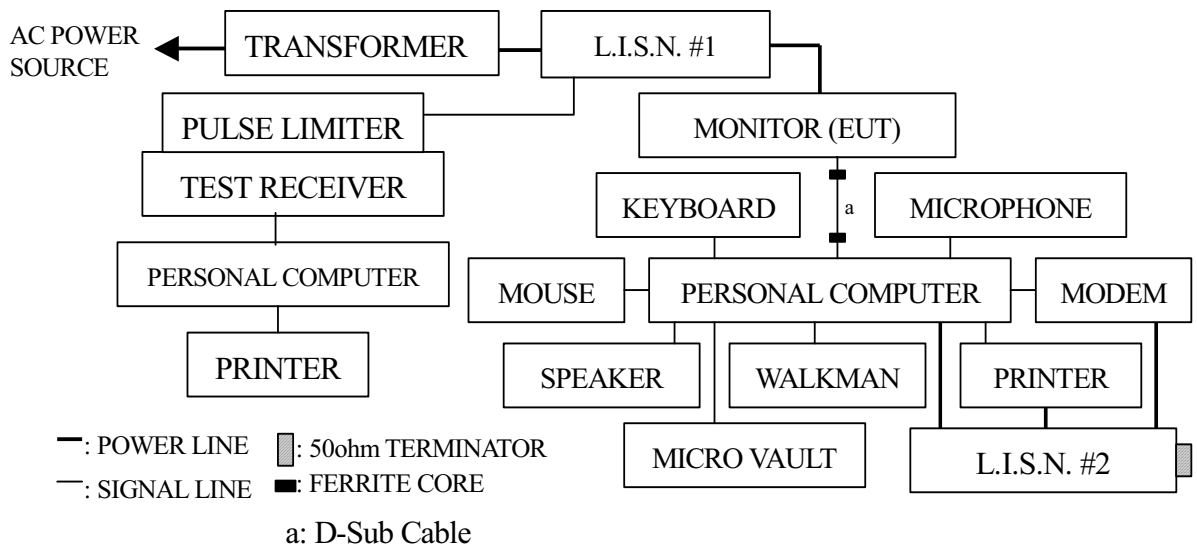 AC POWER
SOURCE
TRANSFORMER
L.I.S.N. #1
PULSE LIMITER
MONITOR (EUT)
TEST RECEIVER
KEYBOARD
a
MICROPHONE
PERSONAL COMPUTER
MOUSE
PERSONAL COMPUTER
MODEM
PRINTER
SPEAKER
WALKMAN
PRINTER
MICRO VAULT
L.I.S.N. #2
: POWER LINE
: 50ohm TERMINATOR
: SIGNAL LINE
: FERRITE CORE
a: D-Sub Cable